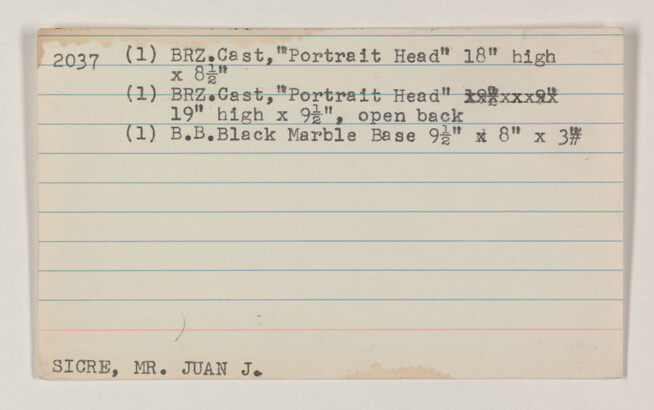 2037 (1) BRZ.Cast,"Portrait Head" 18" high
x 8½"
(1) BRZ.Cast,"Portrait Head"
19" high x 9½", open back
(1) B.B.Black Marble Base 9½" x 8" x 3"
SICRE, MR. JUAN J.